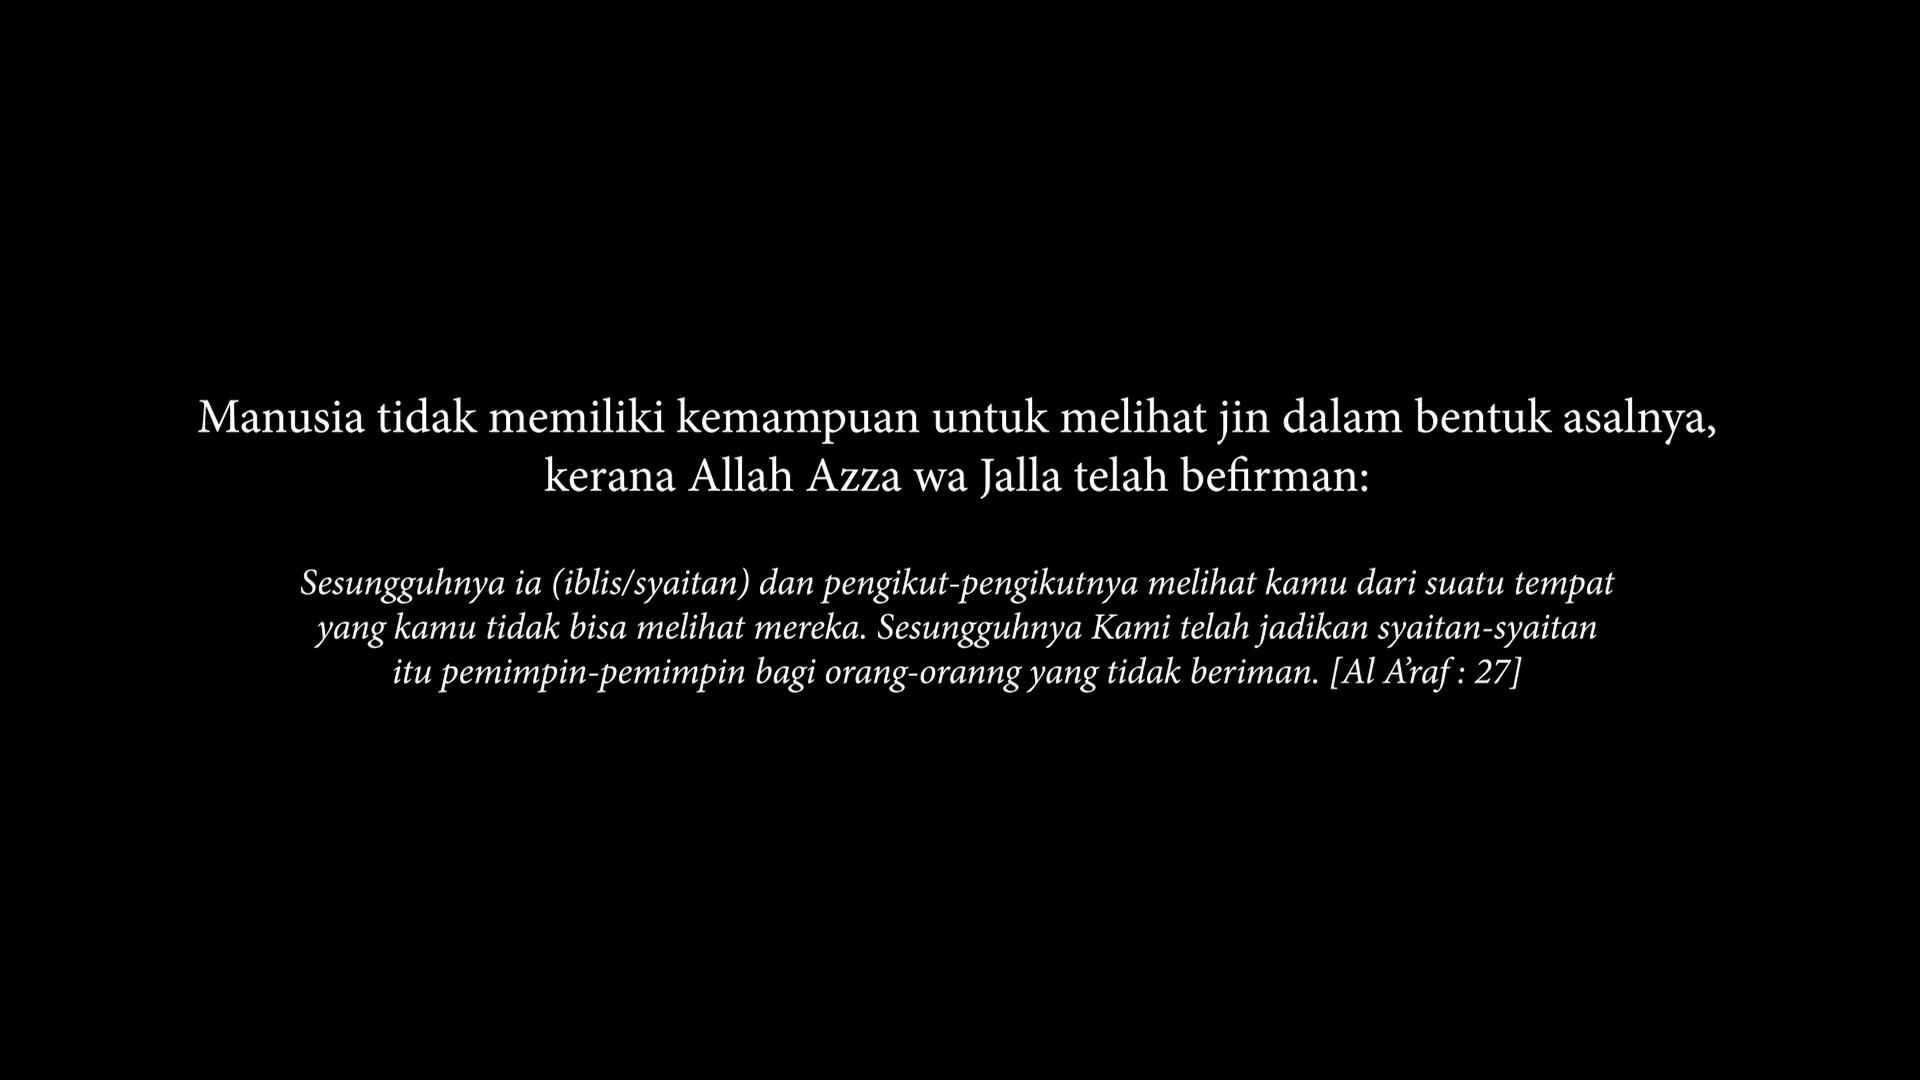 Manusia tidak memiliki kemampuan untuk melihat jin dalam bentuk asalnya,
kerana Allah Azza wa Jalla telah befirman:
Sesungguhnya ia (iblis/syaitan) dan pengikut-pengikutnya melihat kamu dari suatu tempat
yang kamu tidak bisa melihat mereka. Sesungguhnya Kami telah jadikan syaitan-syaitan
itu pemimpin-pemimpin bagi orang-oranng yang tidak beriman. [Al A’raf : 27]